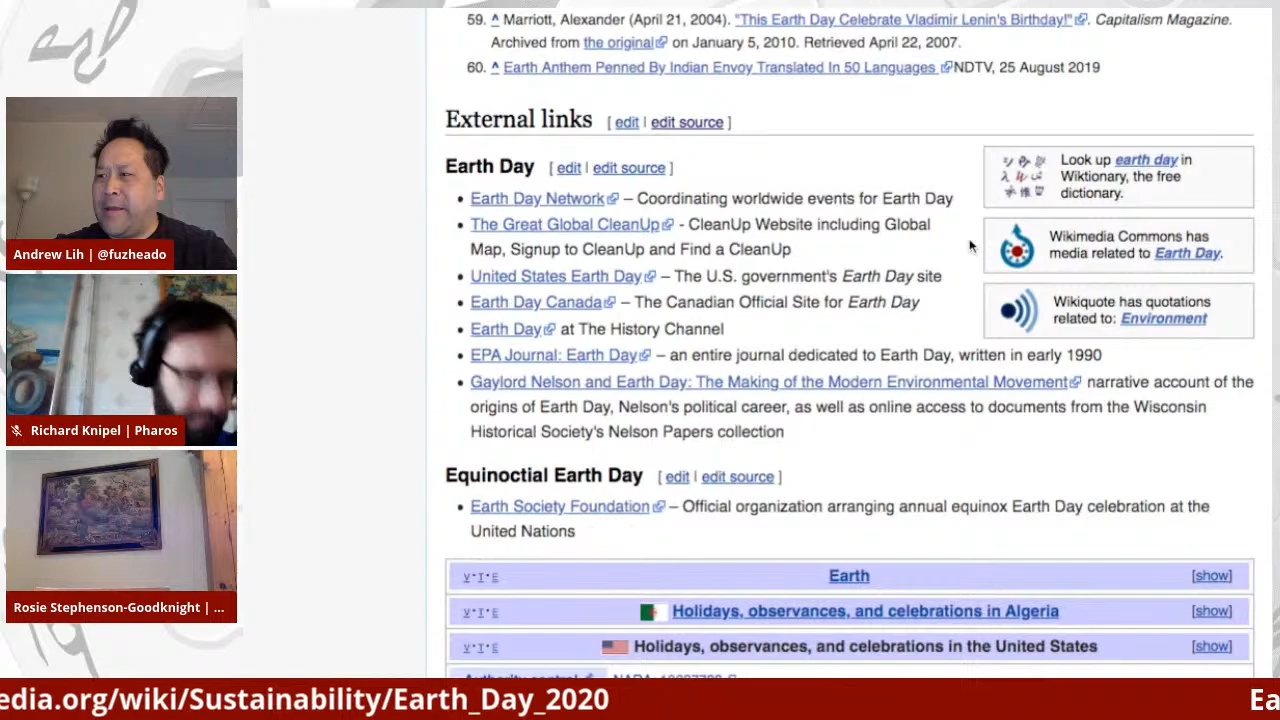 59. ^ Marriott, Alexander (April 21, 2004). "This Earth Day Celebrate Vladimir Lenin's Birthday!". Capitalism Magazine.
Archived from the original on January 5, 2010. Retrieved April 22, 2007.
60. ^ Earth Anthem Penned By Indian Envoy Translated In 50 Languages NDTV, 25 August 2019
External links [ edit | edit source ]
Earth Day [ edit | edit source ]
• Earth Day Network – Coordinating worldwide events for Earth Day
• The Great Global CleanUp - CleanUp Website including Global
Map, Signup to CleanUp and Find a CleanUp
• United States Earth Day – The U.S. government's Earth Day site
• Earth Day Canada – The Canadian Official Site for Earth Day
• Earth Day at The History Channel
• EPA Journal: Earth Day – an entire journal dedicated to Earth Day, written in early 1990
• Gaylord Nelson and Earth Day: The Making of the Modern Environmental Movement narrative account of the
origins of Earth Day, Nelson's political career, as well as online access to documents from the Wisconsin
Historical Society's Nelson Papers collection
Look up earth day in
Wiktionary, the free
dictionary.
Wikimedia Commons has
media related to Earth Day.
Wikiquote has quotations
related to: Environment
Equinoctial Earth Day [ edit | edit source ]
• Earth Society Foundation – Official organization arranging annual equinox Earth Day celebration at the
United Nations
V·T·E Earth [show]
V·T·E Holidays, observances, and celebrations in Algeria [show]
V·T·E Holidays, observances, and celebrations in the United States [show]
Andrew Lih | @fuzheado
Richard Knipel | Pharos
Rosie Stephenson-Goodknight | ...
edia.org/wiki/Sustainability/Earth_Day_2020 Ea